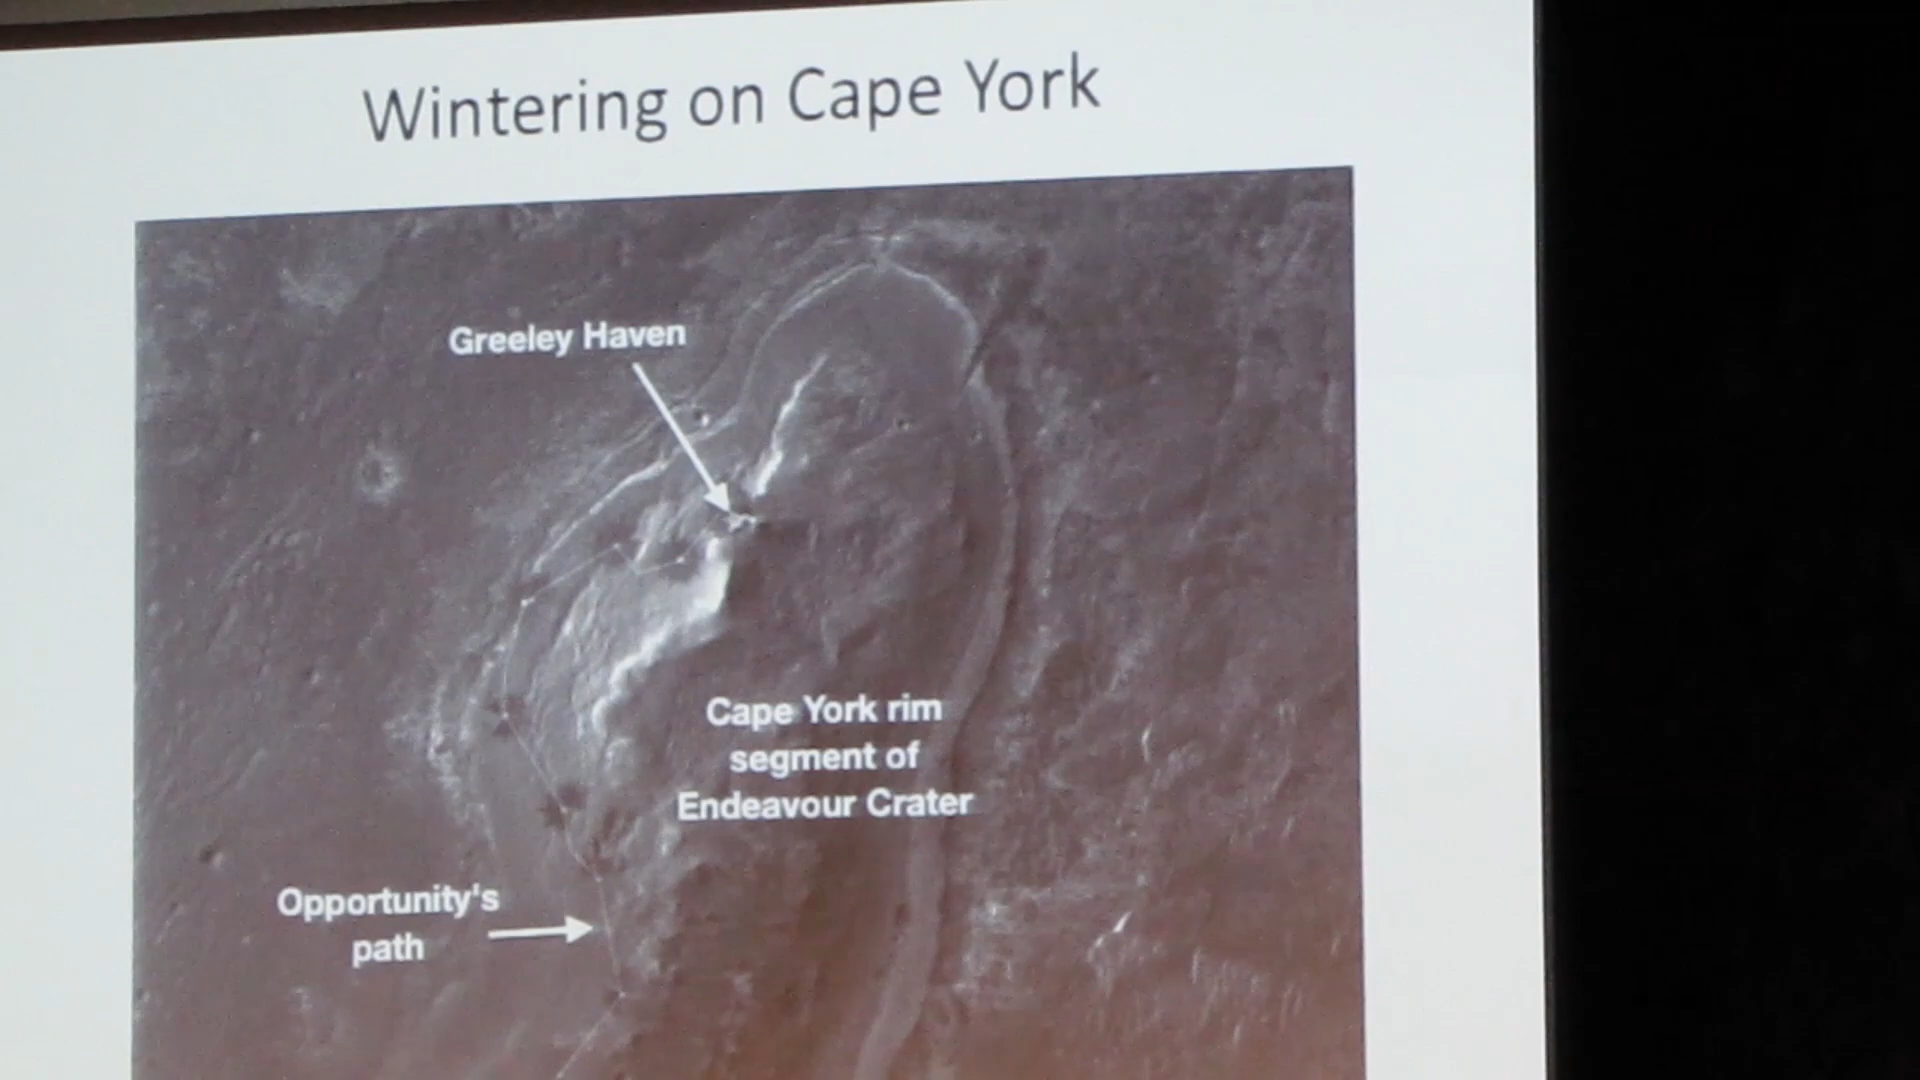 Wintering on Cape York
Greeley Haven
Cape York rim
segment of
Endeavour Crater
Opportunity's
path